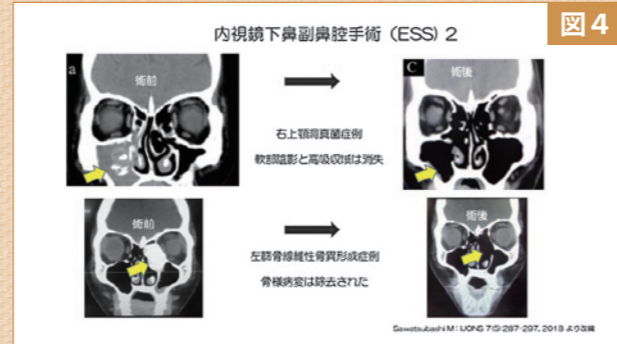 図4
内視鏡下鼻副鼻腔手術（ESS）2
a
術前
C
術後
右上顎洞真菌症例
軟部陰影と高吸収域は消失
術前
術後
左篩骨線維性骨異形成症例
骨様病変は除去された
Sawatsubashi M : UONS 7(5):287-297, 2018 より改編